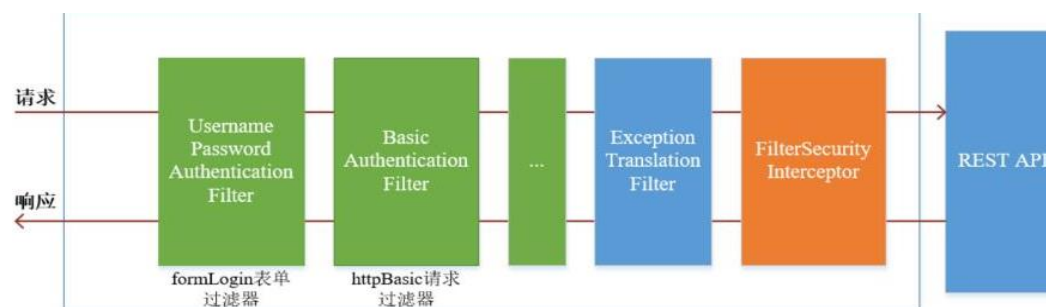 请求
响应
Username
Password
Authentication
Filter
formLogin表单
过滤器
Basic
Authentication
Filter
httpBasic请求
过滤器
...
Exception
Translation
Filter
FilterSecurity
Interceptor
REST API